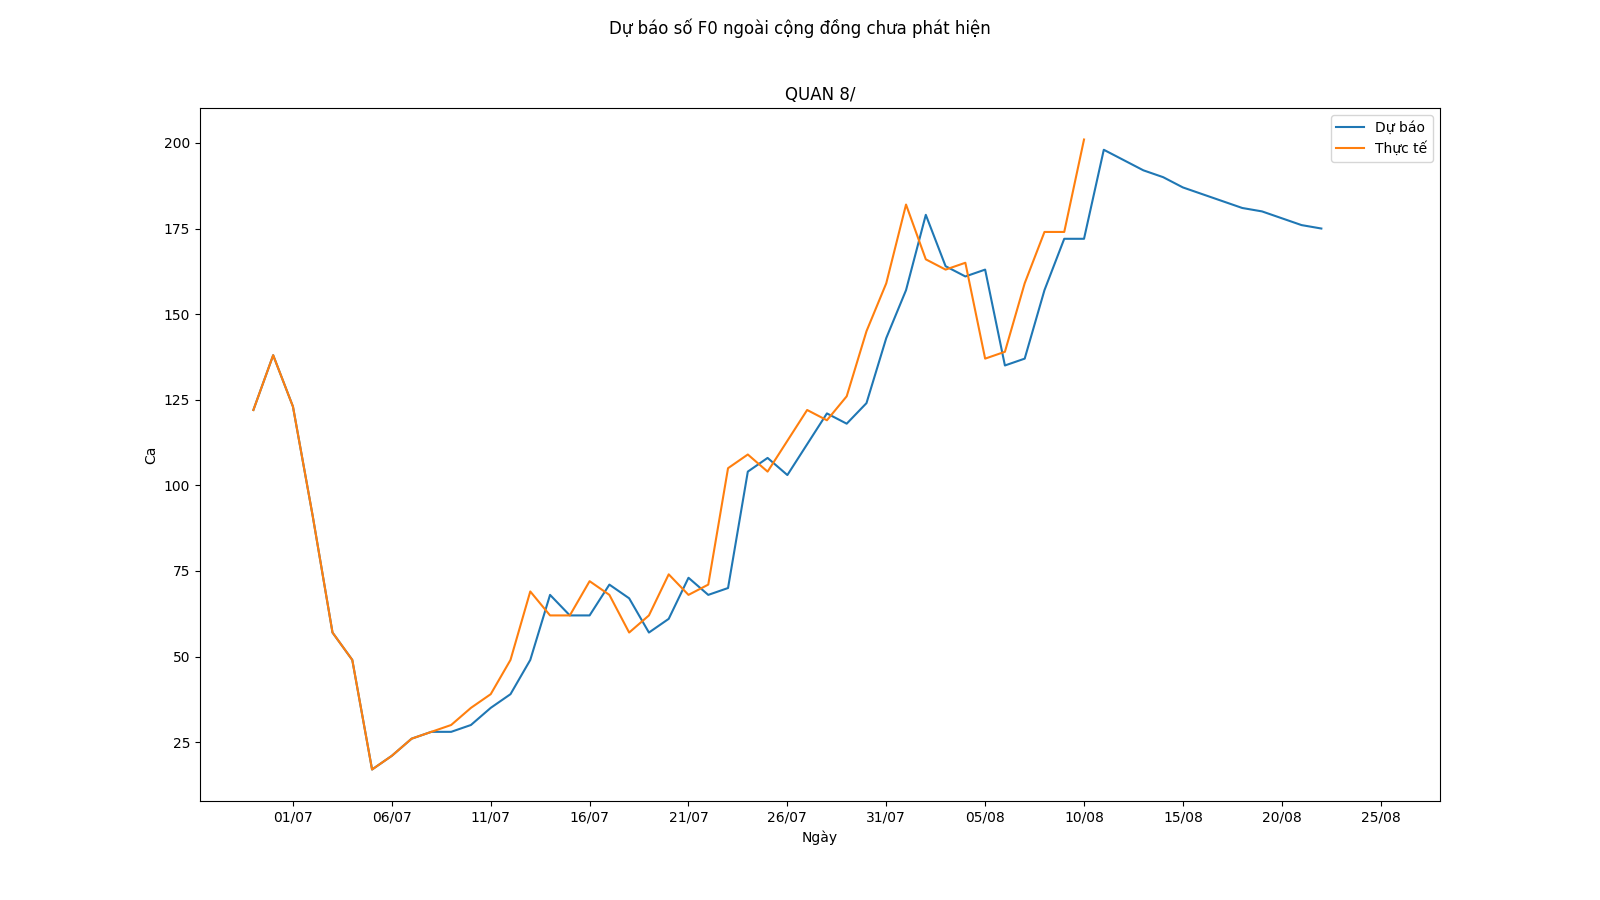 Dự báo số F0 ngoài cộng đồng chưa phát hiện
QUAN 8/
Dự báo
Thực tế
200
175
150
125
100
75
50
25
Ca
01/07 06/07 11/07 16/07 21/07 26/07 31/07 05/08 10/08 15/08 20/08 25/08
Ngày